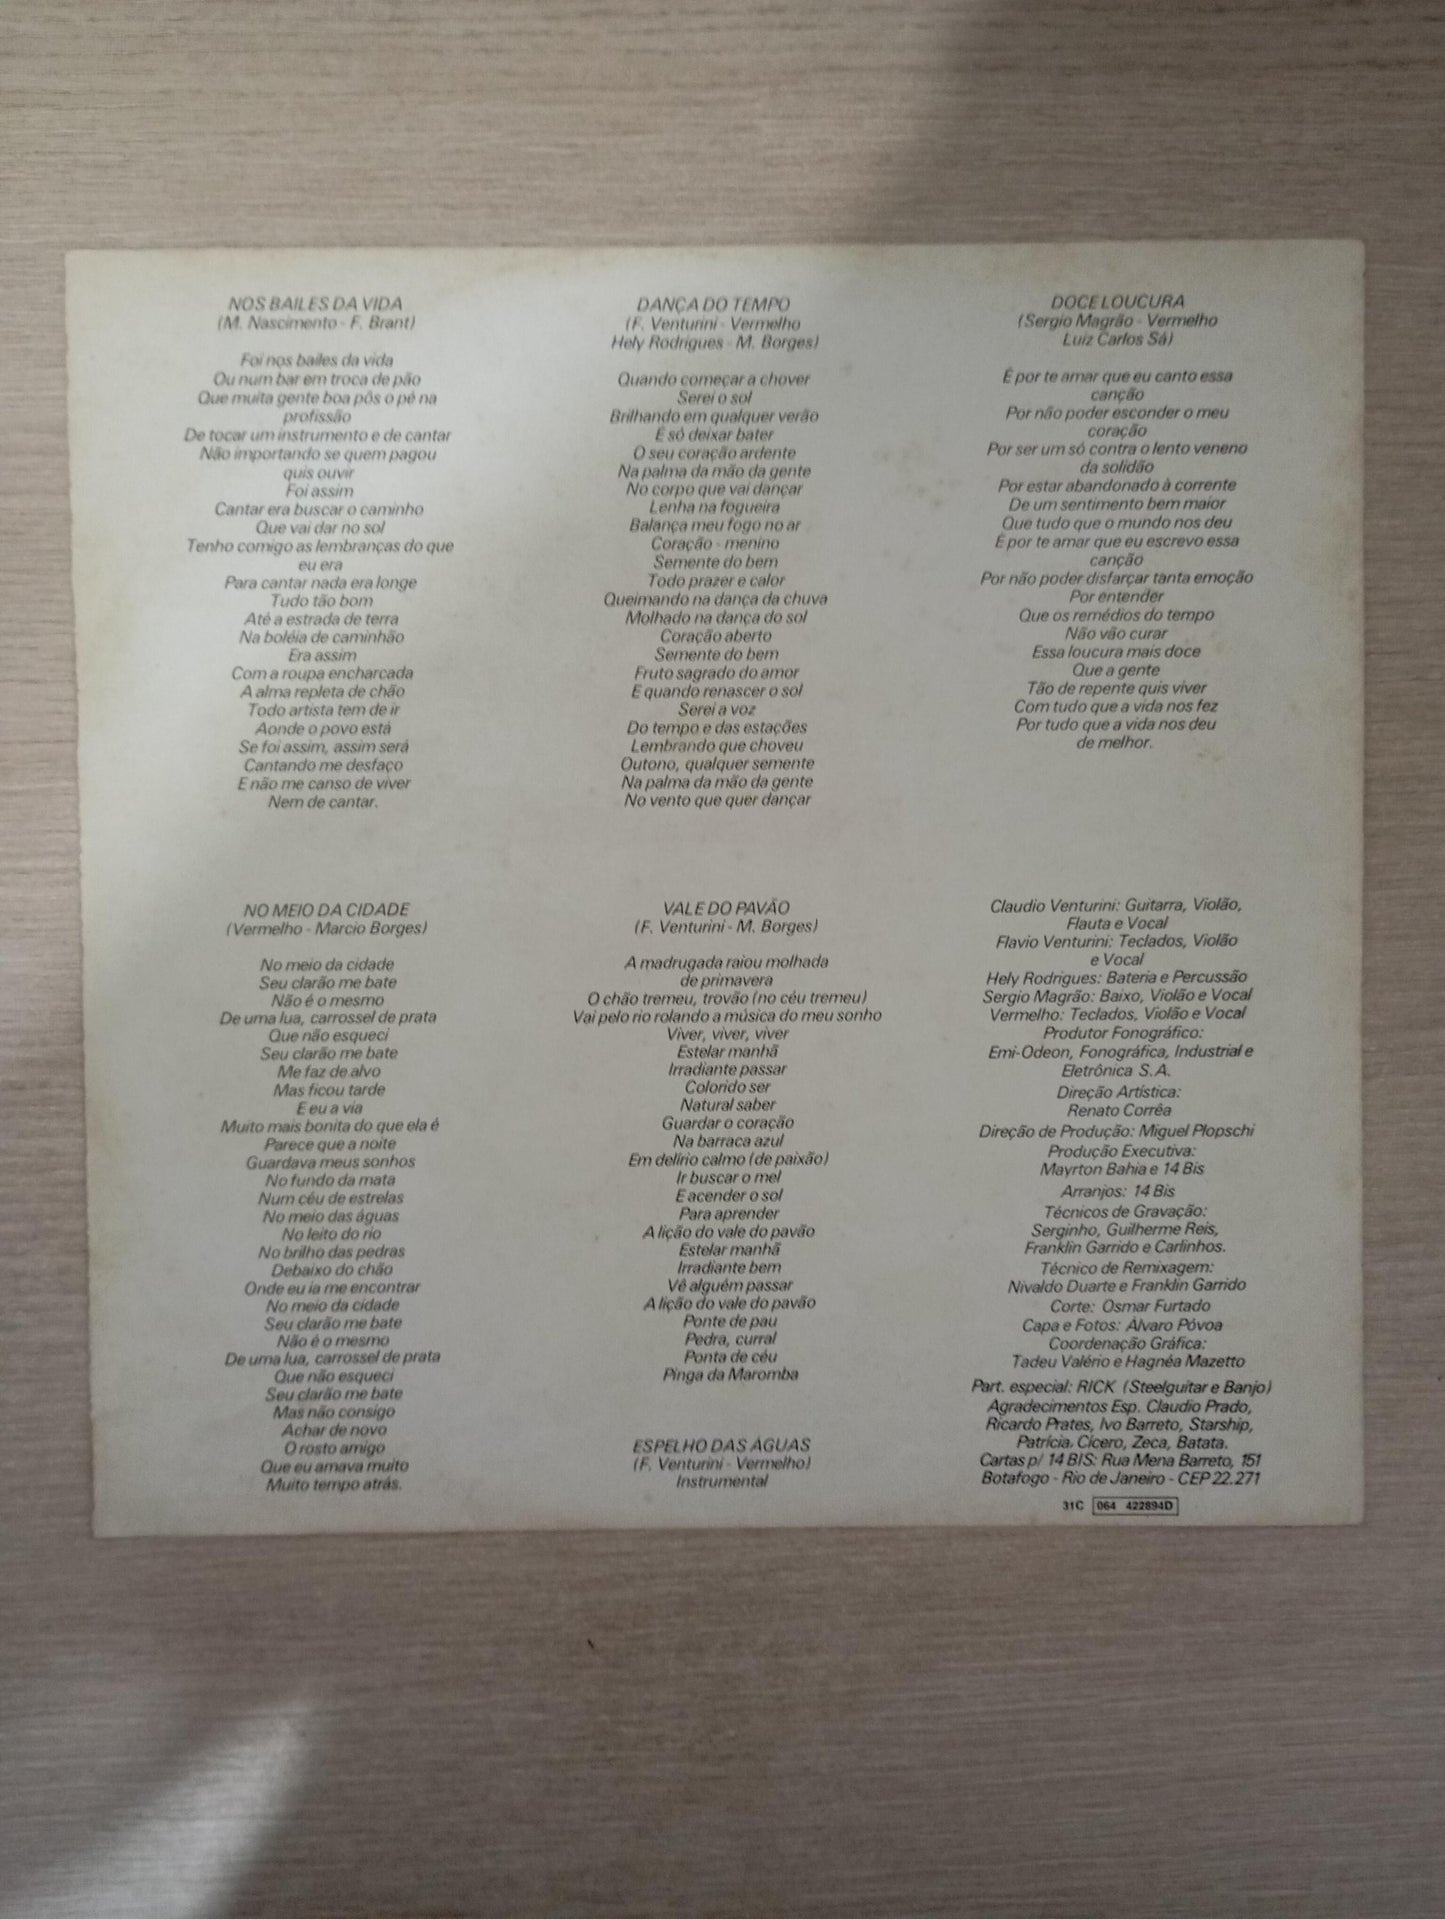 NOS BAILES DA VIDA
(M. Nascimento - F. Brant)
Foi nos bailes da vida
Ou num bar em troca de pão
Que muita gente boa pôs o pé na
profissão
De tocar um instrumento e de cantar
Não importando se quem pagou
quis ouvir
Foi assim
Cantar era buscar o caminho
Que vai dar no sol
Tenho comigo as lembranças do que
eu era
Para cantar nada era longe
Tudo tão bom
Até a estrada de terra
Na boléia de caminhão
Era assim
Com a roupa encharcada
A alma repleta de chão
Todo artista tem de ir
Aonde o povo está
Se foi assim, assim será
Cantando me desfaço
E não me canso de viver
Nem de cantar.
DANÇA DO TEMPO
(F. Venturini - Vermelho
Hely Rodrigues - M. Borges)
Quando começar a chover
Serei o sol
Brilhando em qualquer verão
É só deixar bater
O seu coração ardente
Na palma da mão da gente
No corpo que vai dançar
Lenha na fogueira
Balança meu fogo no ar
Coração - menino
Semente do bem
Todo prazer e calor
Queimando na dança da chuva
Molhado na dança do sol
Coração aberto
Semente do bem
Fruto sagrado do amor
E quando renascer o sol
Serei a voz
Do tempo e das estações
Lembrando que choveu
Outono, qualquer semente
Na palma da mão da gente
No vento que quer dançar
DOCE LOUCURA
(Sergio Magrão - Vermelho
Luiz Carlos Sá)
É por te amar que eu canto essa
canção
Por não poder esconder o meu
coração
Por ser um só contra o lento veneno
da solidão
Por estar abandonado à corrente
De um sentimento bem maior
Que tudo que o mundo nos deu
É por te amar que eu escrevo essa
canção
Por não poder disfarçar tanta emoção
Por entender
Que os remédios do tempo
Não vão curar
Essa loucura mais doce
Que a gente
Tão de repente quis viver
Com tudo que a vida nos fez
Por tudo que a vida nos deu
de melhor.
NO MEIO DA CIDADE
(Vermelho - Marcio Borges)
No meio da cidade
Seu clarão me bate
Não é o mesmo
De uma lua, carrossel de prata
Que não esqueci
Seu clarão me bate
Me faz de alvo
Mas ficou tarde
E eu a via
Muito mais bonita do que ela é
Parece que a noite
Guardava meus sonhos
No fundo da mata
Num céu de estrelas
No meio das águas
No leito do rio
No brilho das pedras
Debaixo do chão
Onde eu ia me encontrar
No meio da cidade
Seu clarão me bate
Não é o mesmo
De uma lua, carrossel de prata
Que não esqueci
Seu clarão me bate
Mas não consigo
Achar de novo
O rosto amigo
Que eu amava muito
Muito tempo atrás.
VALE DO PAVÃO
(F. Venturini - M. Borges)
A madrugada raiou molhada
de primavera
O chão tremeu, trovão (no céu tremeu)
Vai pelo rio rolando a música do meu sonho
Viver, viver, viver
Estelar manhã
Irradiante passar
Colorido ser
Natural saber
Guardar o coração
Na barraca azul
Em delírio calmo (de paixão)
Ir buscar o mel
E acender o sol
Para aprender
A lição do vale do pavão
Estelar manhã
Irradiante bem
Vê alguém passar
A lição do vale do pavão
Ponte de pau
Pedra, curral
Ponta de céu
Pinga da Maromba
ESPELHO DAS ÁGUAS
(F. Venturini - Vermelho)
Instrumental
Claudio Venturini: Guitarra, Violão,
Flauta e Vocal
Flavio Venturini: Teclados, Violão
e Vocal
Hely Rodrigues: Bateria e Percussão
Sergio Magrão: Baixo, Violão e Vocal
Vermelho: Teclados, Violão e Vocal
Produtor Fonográfico:
Emi-Odeon, Fonográfica, Industrial e
Eletrônica S.A.
Direção Artística:
Renato Corrêa
Direção de Produção: Miguel Plopschi
Produção Executiva:
Mayrton Bahia e 14 Bis
Arranjos: 14 Bis
Técnicos de Gravação:
Serginho, Guilherme Reis,
Franklin Garrido e Carlinhos.
Técnico de Remixagem:
Nivaldo Duarte e Franklin Garrido
Corte: Osmar Furtado
Capa e Fotos: Álvaro Póvoa
Coordenação Gráfica:
Tadeu Valério e Hagnéa Mazetto
Part. especial: RICK (Steelguitar e Banjo)
Agradecimentos Esp. Claudio Prado,
Ricardo Prates, Ivo Barreto, Starship,
Patrícia, Cícero, Zeca, Batata.
Cartas p/ 14 BIS: Rua Mena Barreto, 151
Botafogo - Rio de Janeiro - CEP 22.271
31C 064 422894D